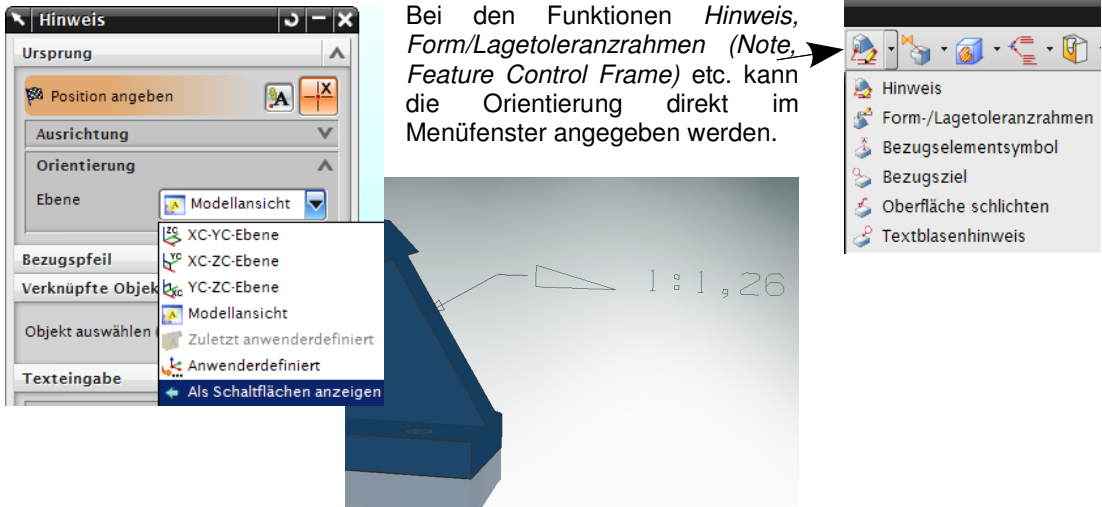 Hinweis
Ursprung
Position angeben
Ausrichtung
Orientierung
Ebene
Modellansicht
XC-YC-Ebene
XC-ZC-Ebene
YC-ZC-Ebene
Modellansicht
Zuletzt anwenderdefiniert
Anwenderdefiniert
Als Schaltflächen anzeigen
Bezugspfeil
Verknüpfte Objek
Objekt auswählen (
Texteingabe
Bei den Funktionen Hinweis,
Form/Lagetoleranzrahmen (Note,
Feature Control Frame) etc. kann
die Orientierung direkt im
Menüfenster angegeben werden.
1:1,26
Hinweis
Form-/Lagetoleranzrahmen
Bezugselementsymbol
Bezugsziel
Oberfläche schlichten
Textblasenhinweis